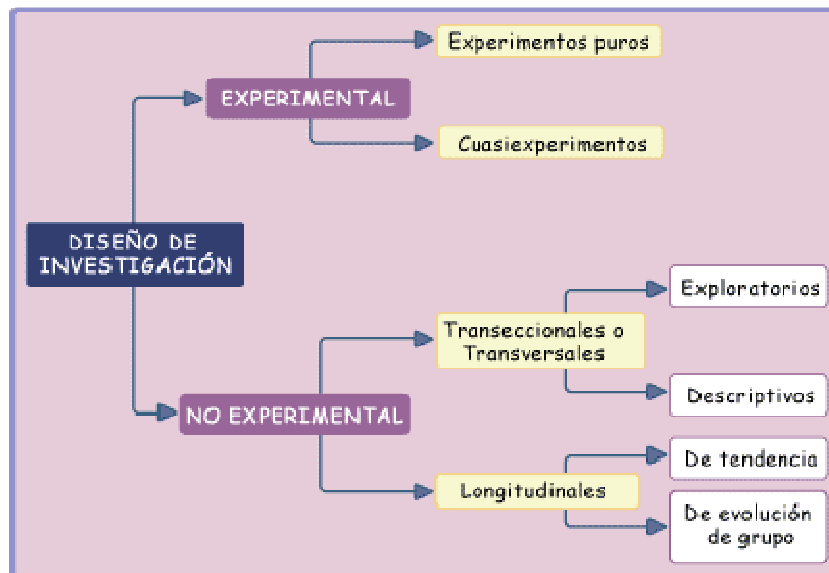 Experimentos puros
EXPERIMENTAL
Cuasiexperimentos
DISEÑO DE
INVESTIGACIÓN
Exploratorios
Transeccionales o
Transversales
Descriptivos
NO EXPERIMENTAL
De tendencia
Longitudinales
De evolución
de grupo